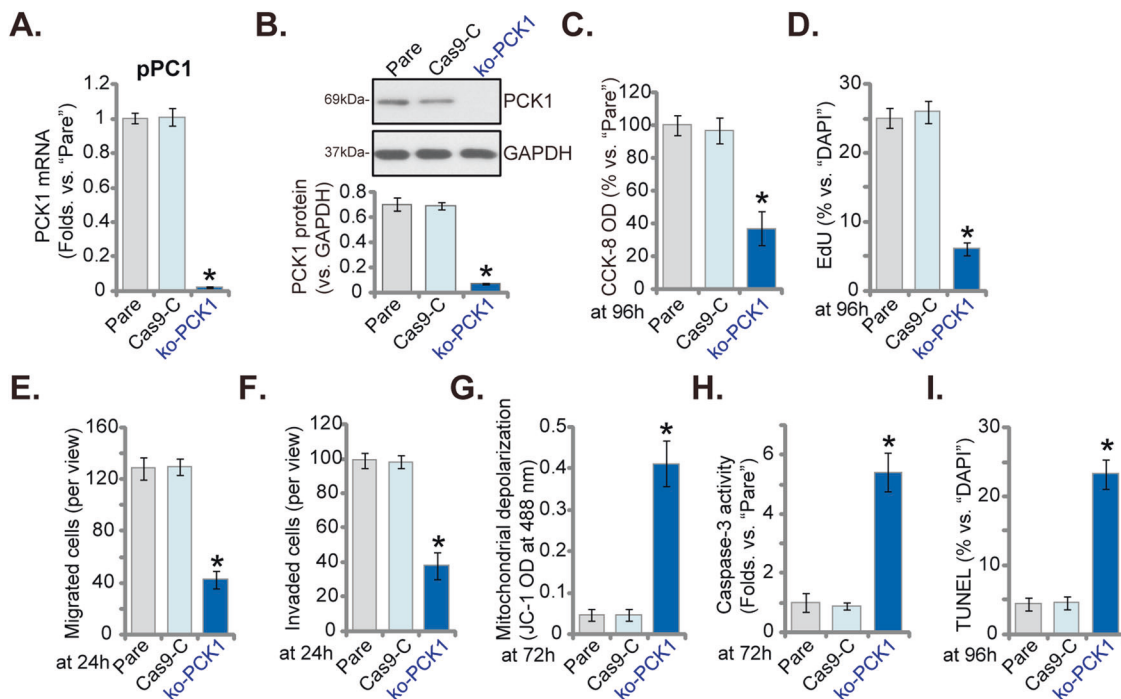 A.
pPC1
PCK1 mRNA
(Folds. vs. “Pare”)
1.2
1
0.8
0.6
0.4
0.2
0
*
Pare
Cas9-C
ko-PCK1
B.
Pare
Cas9-C
ko-PCK1
69kDa-
PCK1
37kDa-
GAPDH
PCK1 protein
(vs. GAPDH)
0.8
0.6
0.4
0.2
0
*
Pare
Cas9-C
ko-PCK1
C.
CCK-8 OD (% vs. “Pare”)
120
100
80
60
40
20
0
*
at 96h
Pare
Cas9-C
ko-PCK1
D.
EdU (% vs. “DAPI”)
30
20
10
0
*
at 96h
Pare
Cas9-C
ko-PCK1
E.
Migrated cells (per view)
160
120
80
40
0
*
at 24h
Pare
Cas9-C
ko-PCK1
F.
Invaded cells (per view)
120
100
80
60
40
20
0
*
at 24h
Pare
Cas9-C
ko-PCK1
G.
Mitochondrial depolarization
(JC-1 OD at 488 nm)
0.5
0.4
0.3
0.2
0.1
0
*
at 72h
Pare
Cas9-C
ko-PCK1
H.
Caspase-3 activity
(Folds. vs. “Pare”)
6
4
2
0
*
at 72h
Pare
Cas9-C
ko-PCK1
I.
TUNEL (% vs. “DAPI”)
30
20
10
0
*
at 96h
Pare
Cas9-C
ko-PCK1